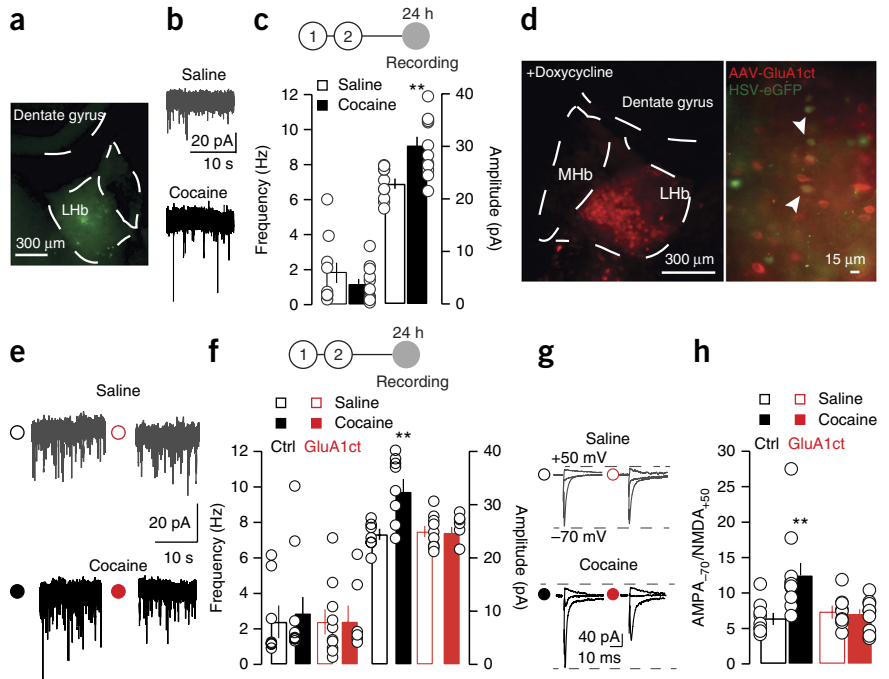 a
Dentate gyrus
LHb
300 μm
b
Saline
20 pA
10 s
Cocaine
c
24 h
1 2
Recording
Saline
Cocaine
**
Frequency (Hz)
12
10
8
6
4
2
0
40
30
20
10
0
Amplitude (pA)
d
+Doxycycline
Dentate gyrus
MHb
LHb
300 μm
AAV-GluA1ct
HSV-eGFP
15 μm
e
Saline
20 pA
10 s
Cocaine
f
24 h
1 2
Recording
Saline
Cocaine
Ctrl GluA1ct
**
Frequency (Hz)
12
10
8
6
4
2
0
40
30
20
10
0
Amplitude (pA)
g
Saline
+50 mV
–70 mV
Cocaine
40 pA
10 ms
h
Saline
Cocaine
Ctrl GluA1ct
**
AMPA–70/NMDA+50
30
25
20
15
10
5
0